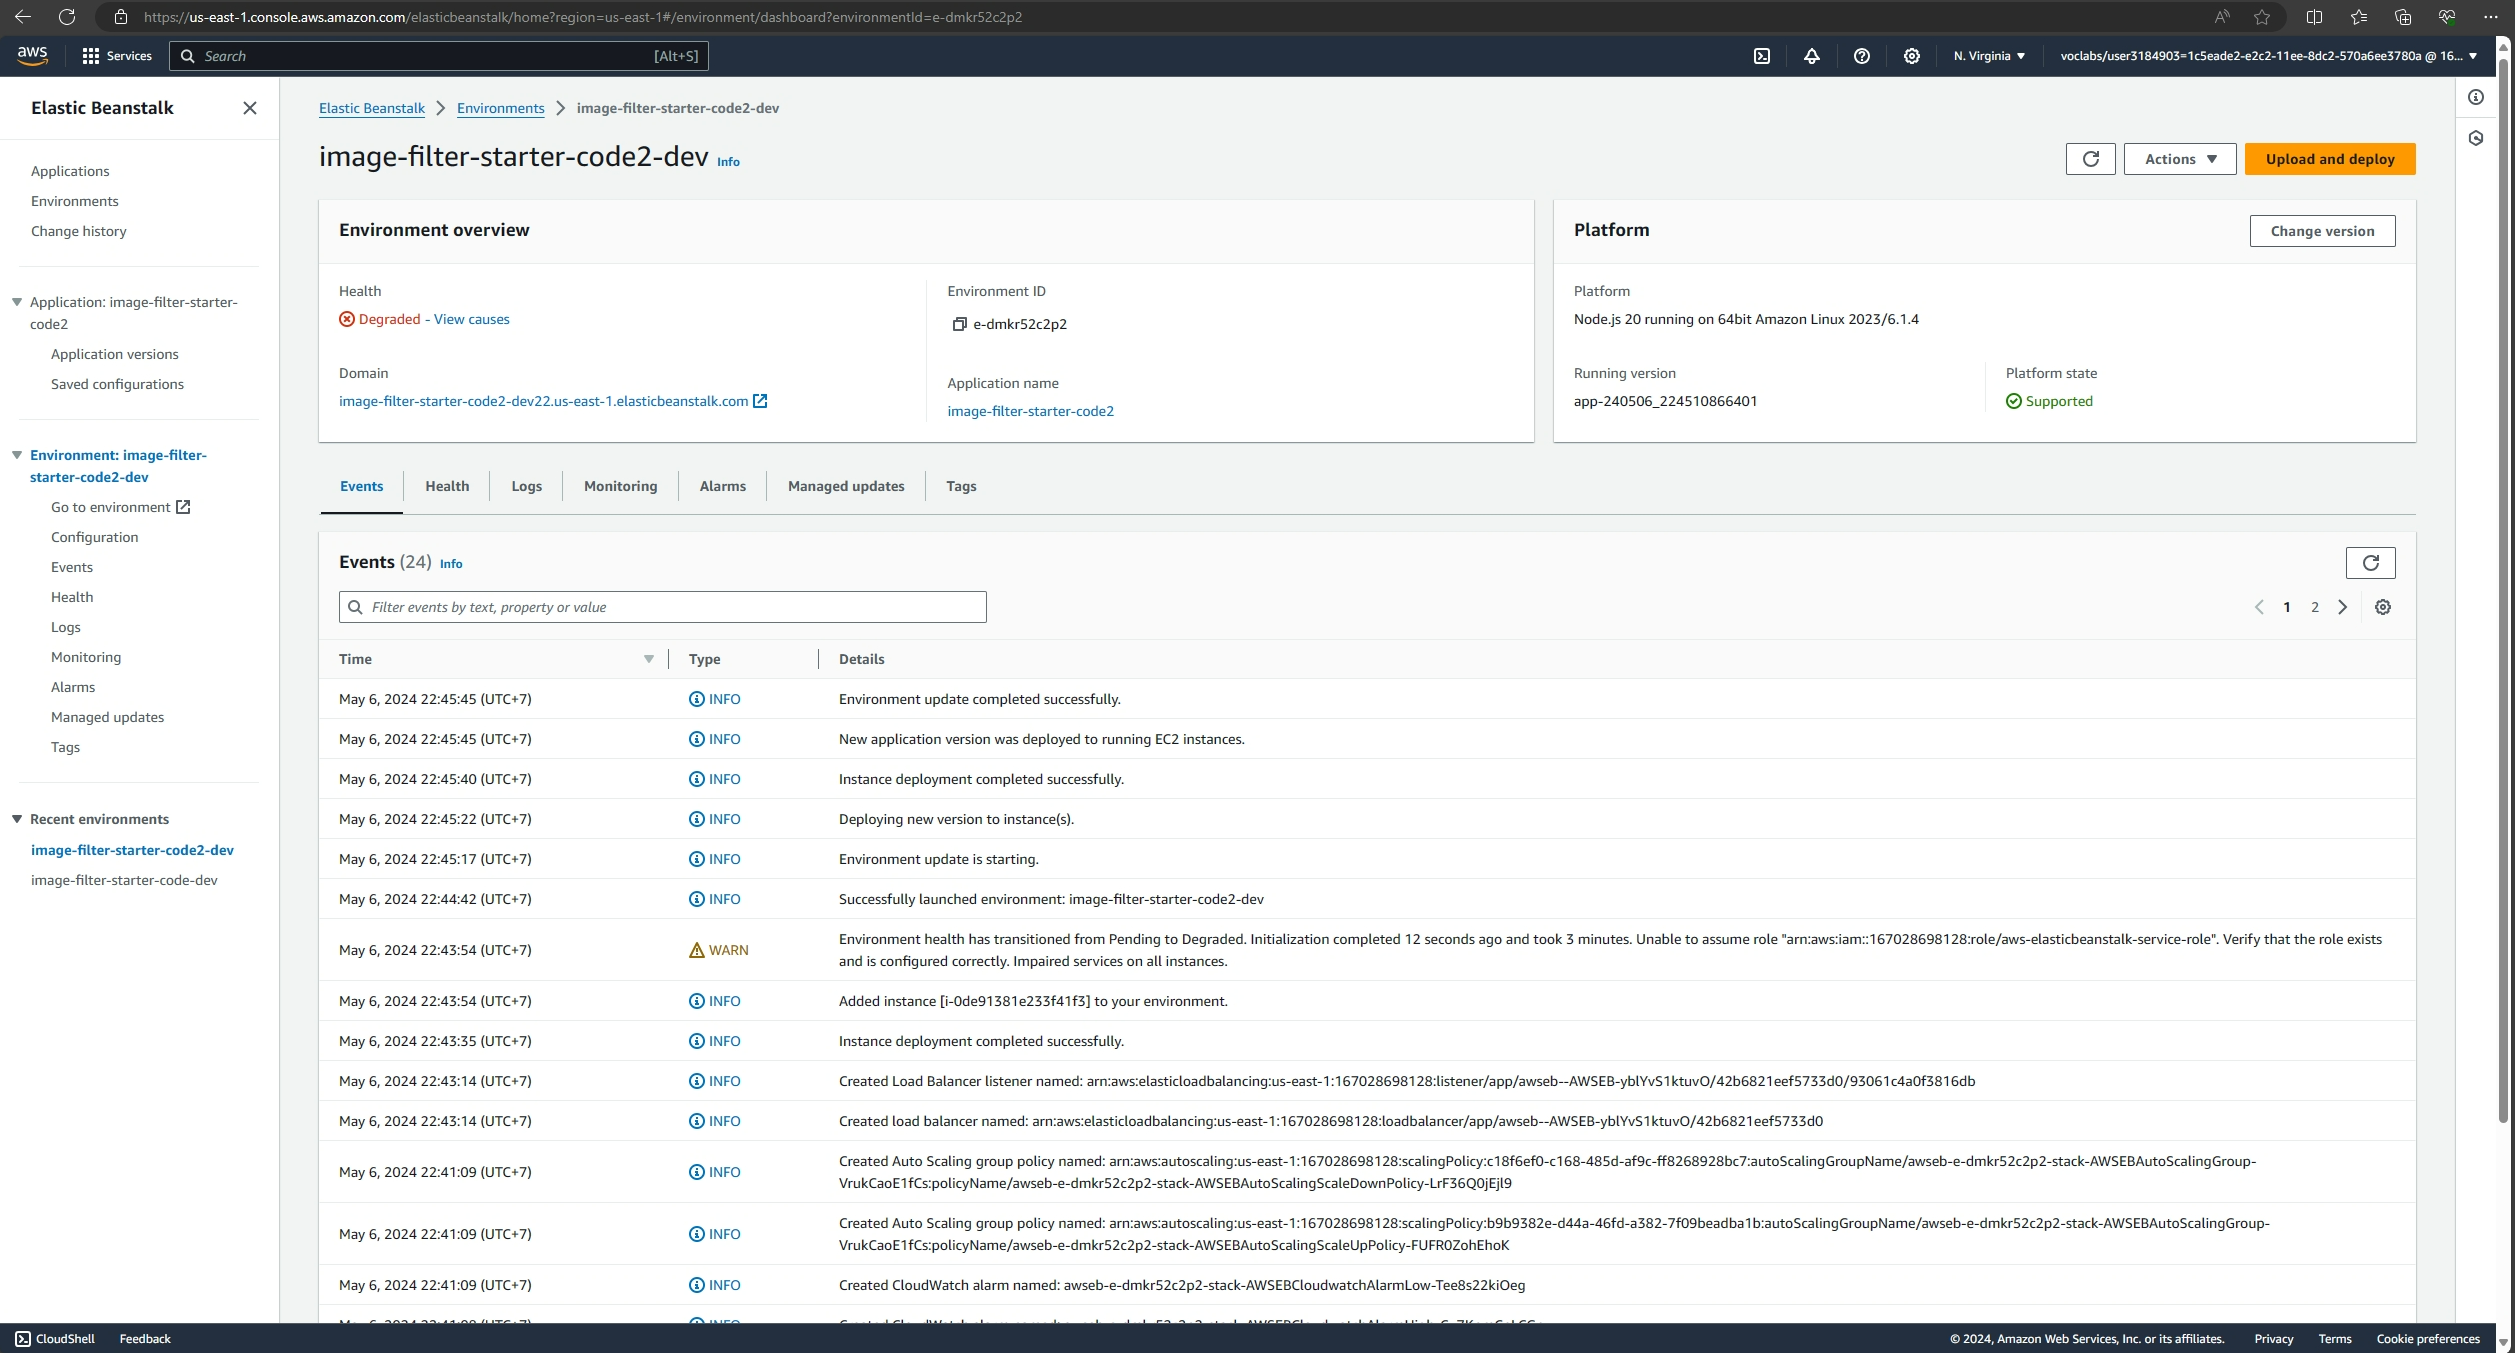 https://us-east-1.console.aws.amazon.com/elasticbeanstalk/home?region=us-east-1#/environment/dashboard?environmentId=e-dmkr52c2p2
aws Services Search [Alt+S] N. Virginia voclabs/user3184903=1c5eade2-e2c2-11ee-8dc2-570a6ee3780a @ 16...
Elastic Beanstalk
Applications
Environments
Change history
Application: image-filter-starter-
code2
Application versions
Saved configurations
Environment: image-filter-
starter-code2-dev
Go to environment
Configuration
Events
Health
Logs
Monitoring
Alarms
Managed updates
Tags
Recent environments
image-filter-starter-code2-dev
image-filter-starter-code-dev
Elastic Beanstalk Environments image-filter-starter-code2-dev
image-filter-starter-code2-dev Info
Actions Upload and deploy
Environment overview
Health
Degraded - View causes
Domain
image-filter-starter-code2-dev22.us-east-1.elasticbeanstalk.com
Environment ID
e-dmkr52c2p2
Application name
image-filter-starter-code2
Platform Change version
Platform
Node.js 20 running on 64bit Amazon Linux 2023/6.1.4
Running version
app-240506_224510866401
Platform state
Supported
Events Health Logs Monitoring Alarms Managed updates Tags
Events (24) Info
Filter events by text, property or value 1 2
Time Type Details
May 6, 2024 22:45:45 (UTC+7) INFO Environment update completed successfully.
May 6, 2024 22:45:45 (UTC+7) INFO New application version was deployed to running EC2 instances.
May 6, 2024 22:45:40 (UTC+7) INFO Instance deployment completed successfully.
May 6, 2024 22:45:22 (UTC+7) INFO Deploying new version to instance(s).
May 6, 2024 22:45:17 (UTC+7) INFO Environment update is starting.
May 6, 2024 22:44:42 (UTC+7) INFO Successfully launched environment: image-filter-starter-code2-dev
May 6, 2024 22:43:54 (UTC+7) WARN Environment health has transitioned from Pending to Degraded. Initialization completed 12 seconds ago and took 3 minutes. Unable to assume role "arn:aws:iam::167028698128:role/aws-elasticbeanstalk-service-role". Verify that the role exists
and is configured correctly. Impaired services on all instances.
May 6, 2024 22:43:54 (UTC+7) INFO Added instance [i-0de91381e233f41f3] to your environment.
May 6, 2024 22:43:35 (UTC+7) INFO Instance deployment completed successfully.
May 6, 2024 22:43:14 (UTC+7) INFO Created Load Balancer listener named: arn:aws:elasticloadbalancing:us-east-1:167028698128:listener/app/awseb--AWSEB-yblYvS1ktuvO/42b6821eef5733d0/93061c4a0f3816db
May 6, 2024 22:43:14 (UTC+7) INFO Created load balancer named: arn:aws:elasticloadbalancing:us-east-1:167028698128:loadbalancer/app/awseb--AWSEB-yblYvS1ktuvO/42b6821eef5733d0
May 6, 2024 22:41:09 (UTC+7) INFO Created Auto Scaling group policy named: arn:aws:autoscaling:us-east-1:167028698128:scalingPolicy:c18f6ef0-c168-485d-af9c-ff8268928bc7:autoScalingGroupName/awseb-e-dmkr52c2p2-stack-AWSEBAutoScalingGroup-
VrukCaoE1fCs:policyName/awseb-e-dmkr52c2p2-stack-AWSEBAutoScalingScaleDownPolicy-LrF36Q0jEjl9
May 6, 2024 22:41:09 (UTC+7) INFO Created Auto Scaling group policy named: arn:aws:autoscaling:us-east-1:167028698128:scalingPolicy:b9b9382e-d44a-46fd-a382-7f09beadba1b:autoScalingGroupName/awseb-e-dmkr52c2p2-stack-AWSEBAutoScalingGroup-
VrukCaoE1fCs:policyName/awseb-e-dmkr52c2p2-stack-AWSEBAutoScalingScaleUpPolicy-FUFR0ZohEhoK
May 6, 2024 22:41:09 (UTC+7) INFO Created CloudWatch alarm named: awseb-e-dmkr52c2p2-stack-AWSEBCloudwatchAlarmLow-Tee8s22kiOeg
CloudShell Feedback © 2024, Amazon Web Services, Inc. or its affiliates. Privacy Terms Cookie preferences